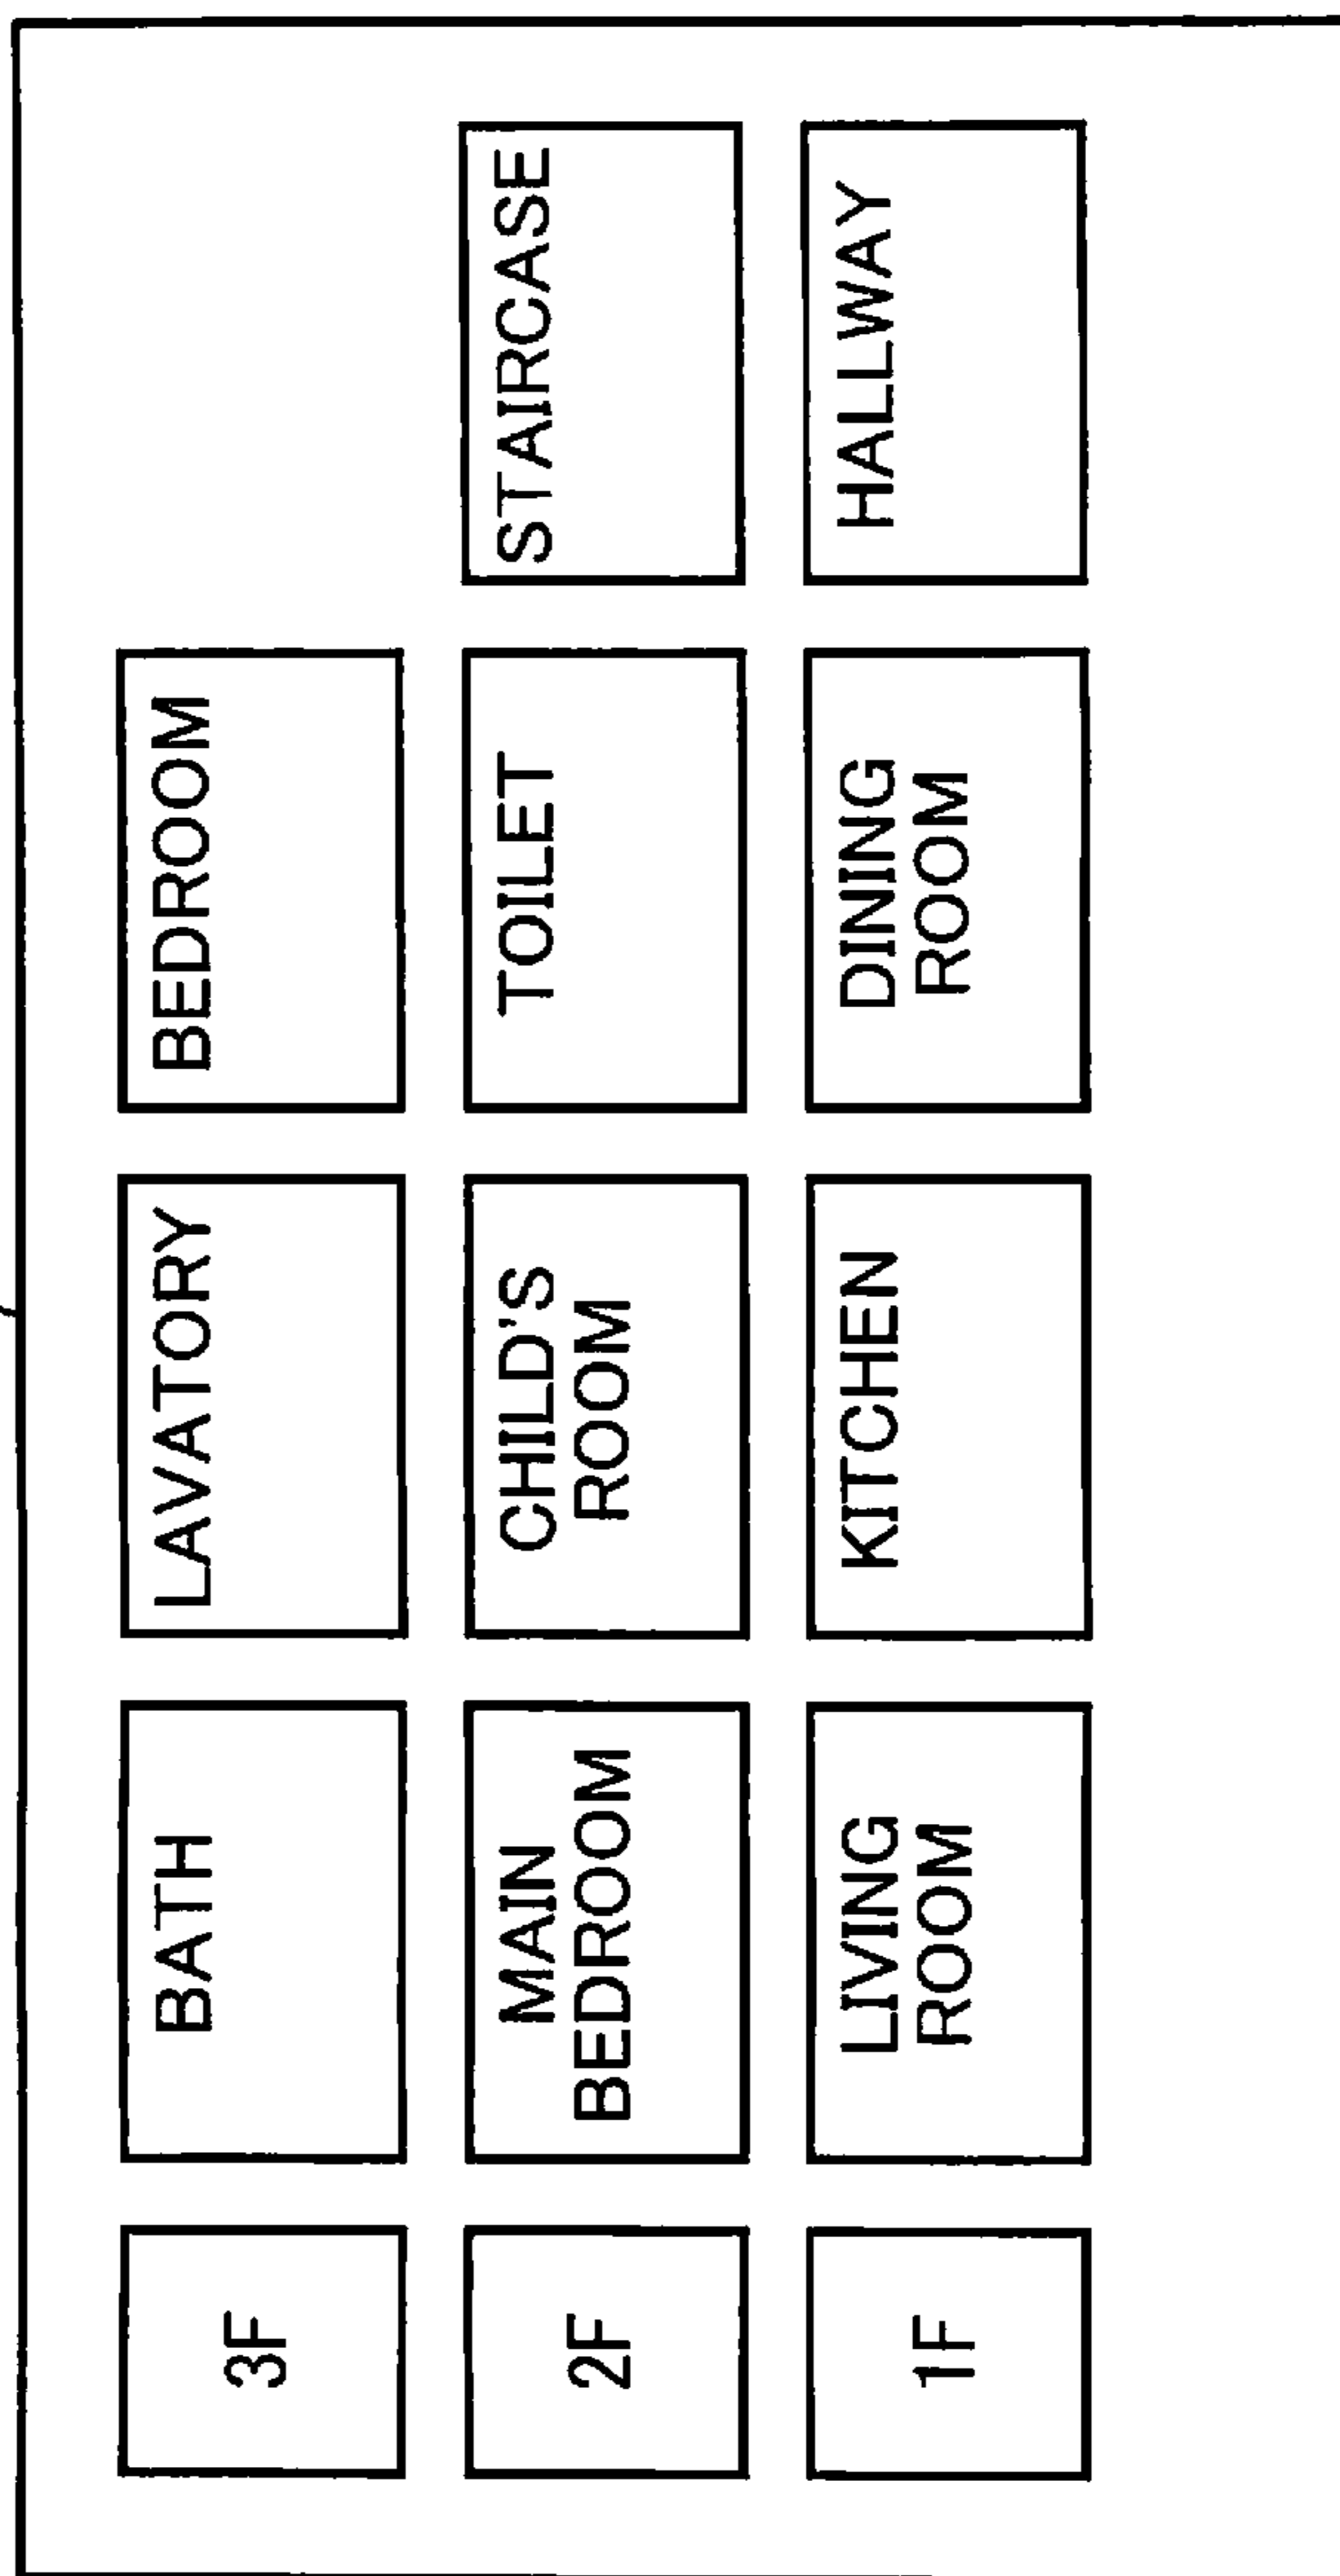 3F
BATH
LAVATORY
BEDROOM
2F
MAIN
BEDROOM
CHILD'S
ROOM
TOILET
STAIRCASE
1F
LIVING
ROOM
KITCHEN
DINING
ROOM
HALLWAY